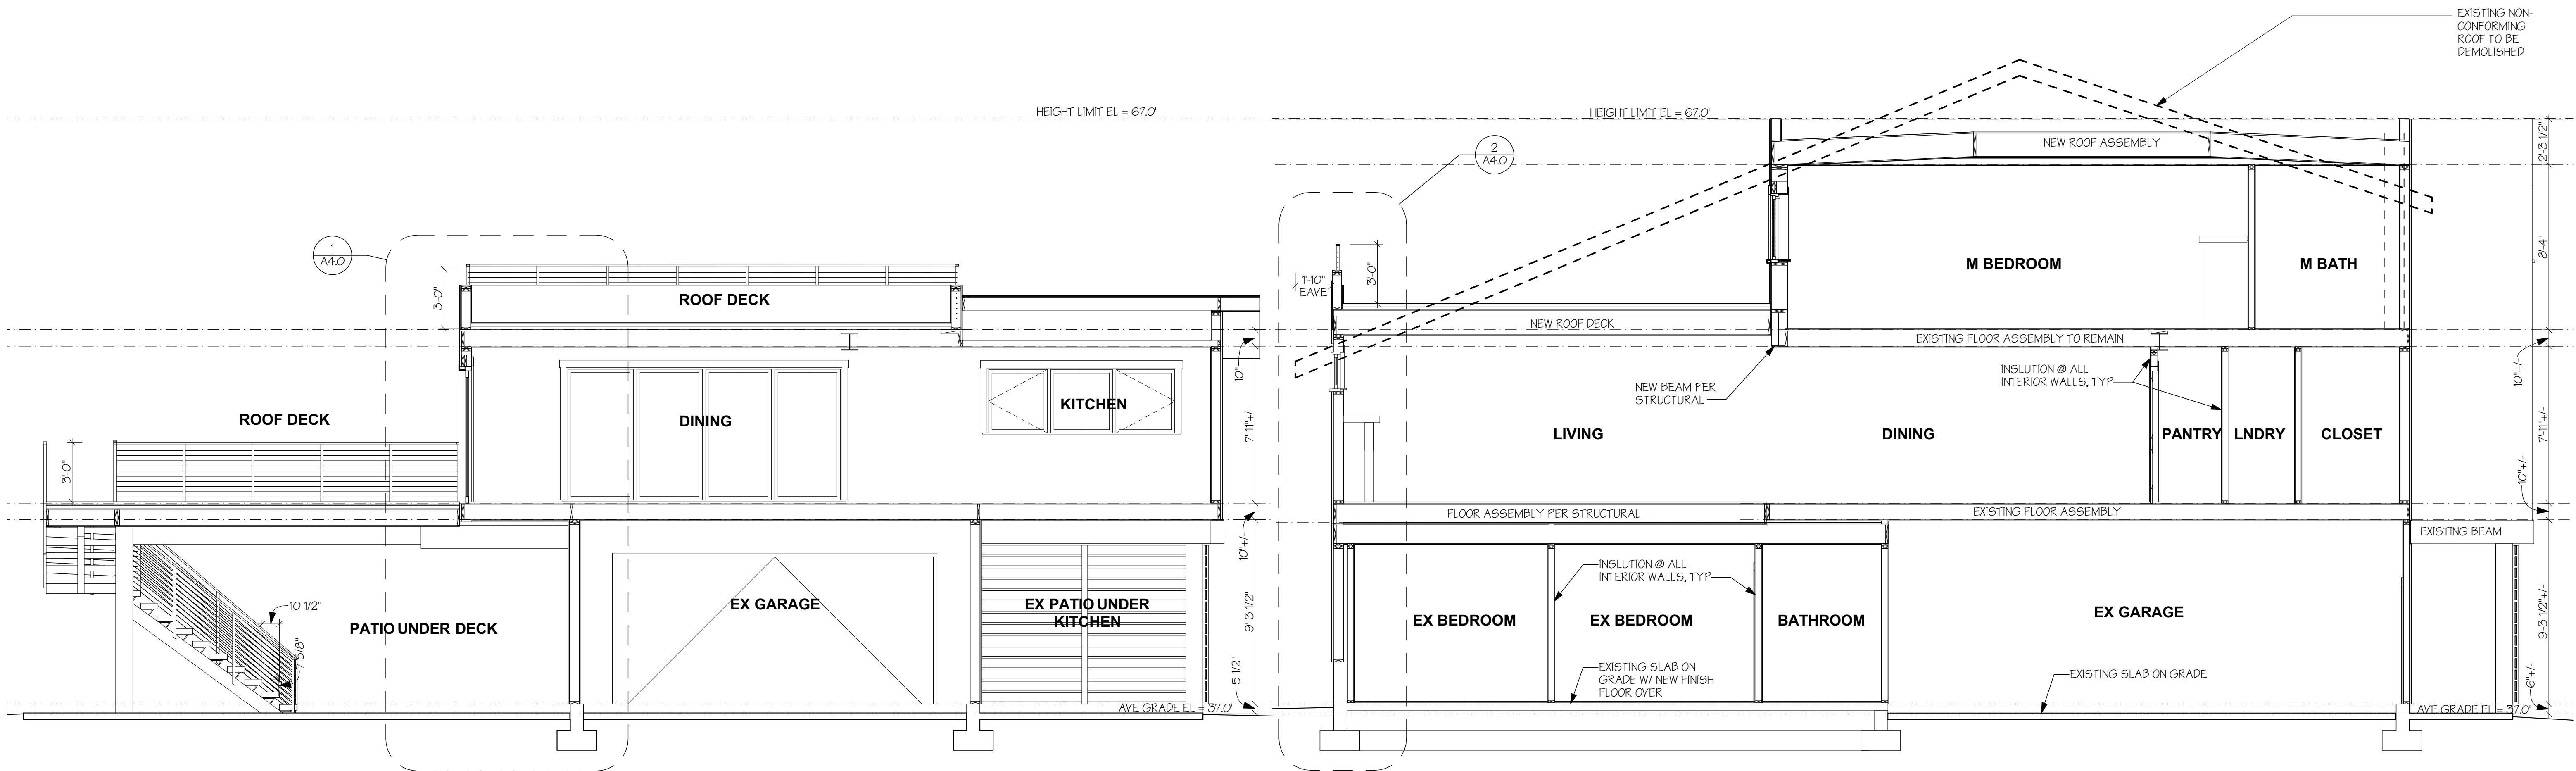 EXISTING NON-
CONFORMING
ROOF TO BE
DEMOLISHED
HEIGHT LIMIT EL = 67.0'
HEIGHT LIMIT EL = 67.0'
2
A4.0
NEW ROOF ASSEMBLY
2'-3 1/2"
1
A4.0
3'-0"
ROOF DECK
1'-10"
EAVE
3'-0"
M BEDROOM
M BATH
8'-4"
NEW ROOF DECK
EXISTING FLOOR ASSEMBLY TO REMAIN
10"
10"+/-
NEW BEAM PER
STRUCTURAL
INSLUTION @ ALL
INTERIOR WALLS, TYP
ROOF DECK
DINING
KITCHEN
7'-11"+/-
LIVING
DINING
PANTRY
LNDRY
CLOSET
7'-11"+/-
3'-0"
10"+/-
FLOOR ASSEMBLY PER STRUCTURAL
EXISTING FLOOR ASSEMBLY
EXISTING BEAM
10"+/-
INSLUTION @ ALL
INTERIOR WALLS, TYP
10 1/2"
7 5/8"
PATIO UNDER DECK
EX GARAGE
EX PATIO UNDER
KITCHEN
9'-3 1/2"
EX BEDROOM
EX BEDROOM
BATHROOM
EX GARAGE
9'-3 1/2"+/-
5 1/2"
EXISTING SLAB ON
GRADE W/ NEW FINISH
FLOOR OVER
EXISTING SLAB ON GRADE
6"+/-
AVE GRADE EL = 37.0'
AVE GRADE EL = 37.0'